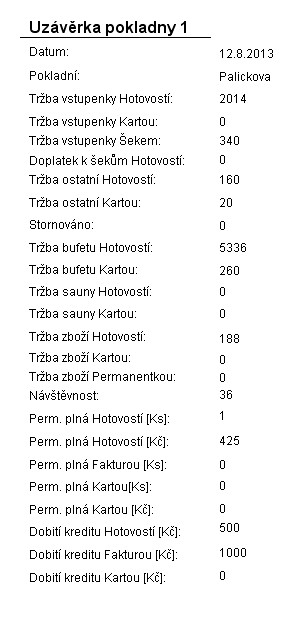 Uzávěrka pokladny 1
Datum: 12.8.2013
Pokladní: Palickova
Tržba vstupenky Hotovostí: 2014
Tržba vstupenky Kartou: 0
Tržba vstupenky Šekem: 340
Doplatek k šekům Hotovostí: 0
Tržba ostatní Hotovostí: 160
Tržba ostatní Kartou: 20
Stornováno: 0
Tržba bufetu Hotovostí: 5336
Tržba bufetu Kartou: 260
Tržba sauny Hotovostí: 0
Tržba sauny Kartou: 0
Tržba zboží Hotovostí: 188
Tržba zboží Kartou: 0
Tržba zboží Permanentkou: 0
Návštěvnost: 36
Perm. plná Hotovostí [Ks]: 1
Perm. plná Hotovostí [Kč]: 425
Perm. plná Fakturou [Ks]: 0
Perm. plná Kartou[Ks]: 0
Perm. plná Kartou [Kč]: 0
Dobití kreditu Hotovostí [Kč]: 500
Dobití kreditu Fakturou [Kč]: 1000
Dobití kreditu Kartou [Kč]: 0